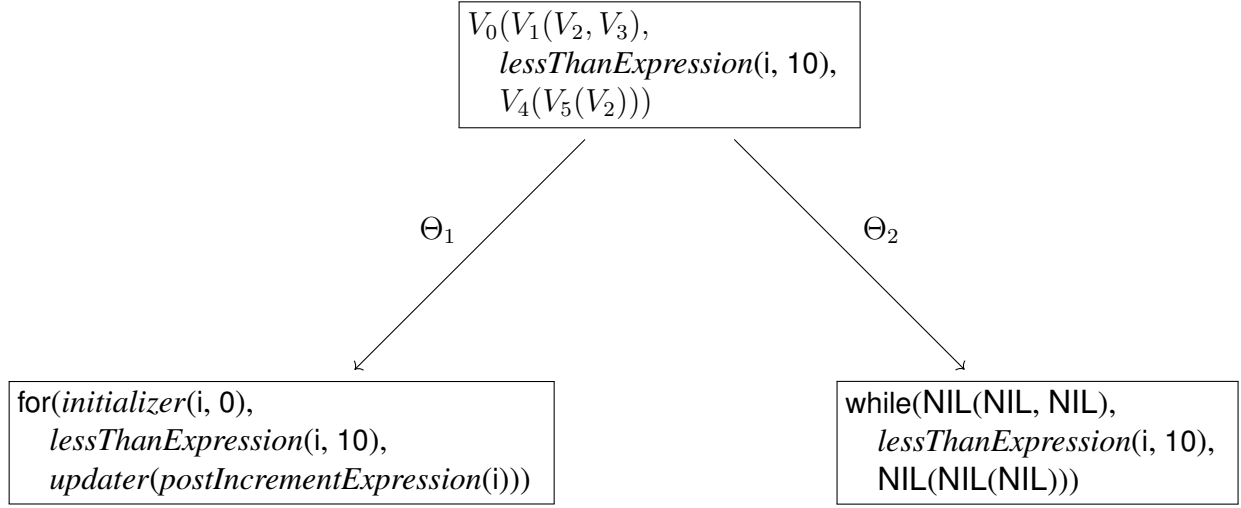 V₀(V₁(V₂, V₃),
lessThanExpression(i, 10),
V₄(V₅(V₂)))
Θ₁
Θ₂
for(initializer(i, 0),
lessThanExpression(i, 10),
updater(postIncrementExpression(i)))
while(NIL(NIL, NIL),
lessThanExpression(i, 10),
NIL(NIL(NIL)))